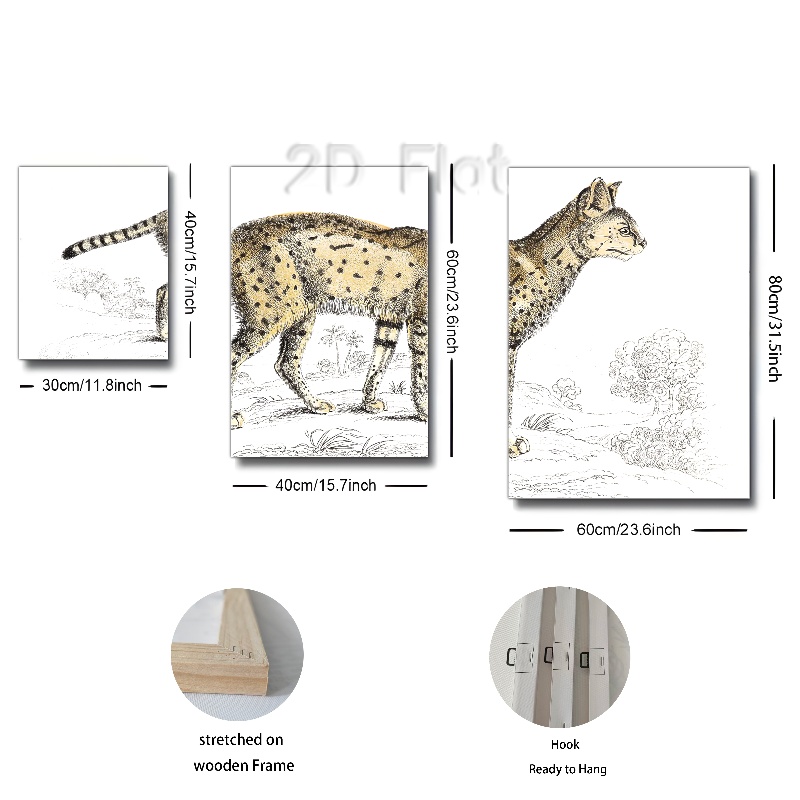 2D Flat
40cm/15.7inch
30cm/11.8inch
60cm/23.6inch
40cm/15.7inch
80cm/31.5inch
60cm/23.6inch
stretched on
wooden Frame
Hook
Ready to Hang